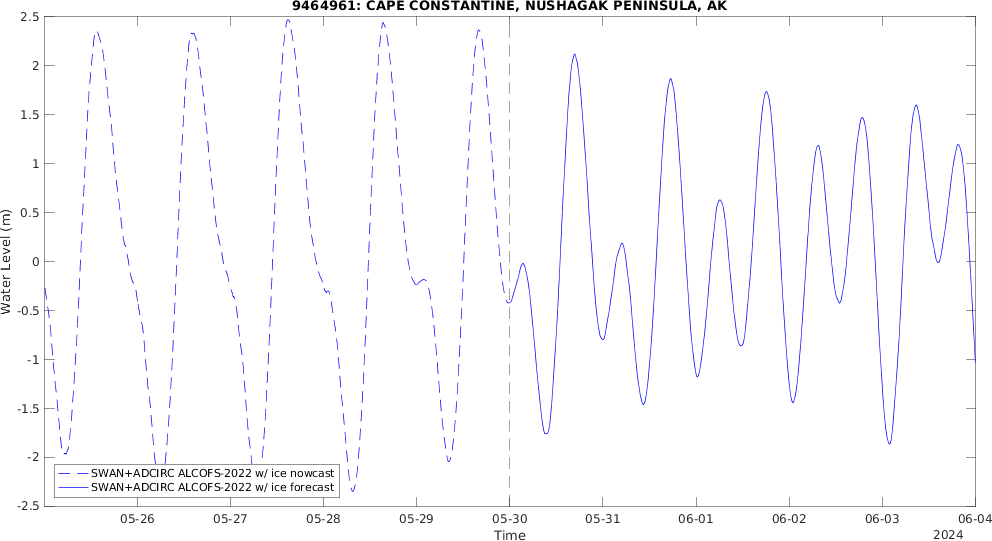 9464961: CAPE CONSTANTINE, NUSHAGAK PENINSULA, AK
2.5
2
1.5
1
0.5
0
-0.5
-1
-1.5
-2
-2.5
Water Level (m)
SWAN+ADCIRC ALCOFS-2022 w/ ice nowcast
SWAN+ADCIRC ALCOFS-2022 w/ ice forecast
05-26 05-27 05-28 05-29 05-30 05-31 06-01 06-02 06-03 06-04
Time
2024